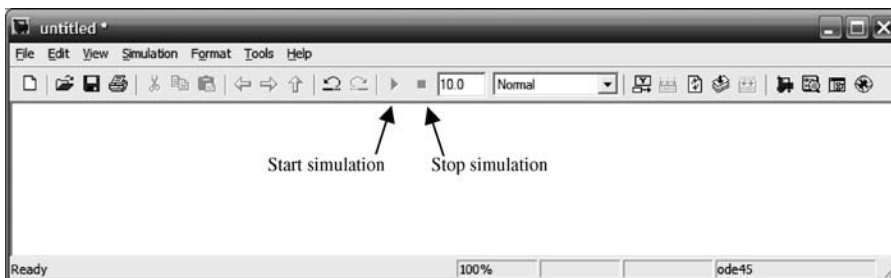 untitled *
File Edit View Simulation Format Tools Help
10.0 Normal
Start simulation Stop simulation
Ready 100% ode45